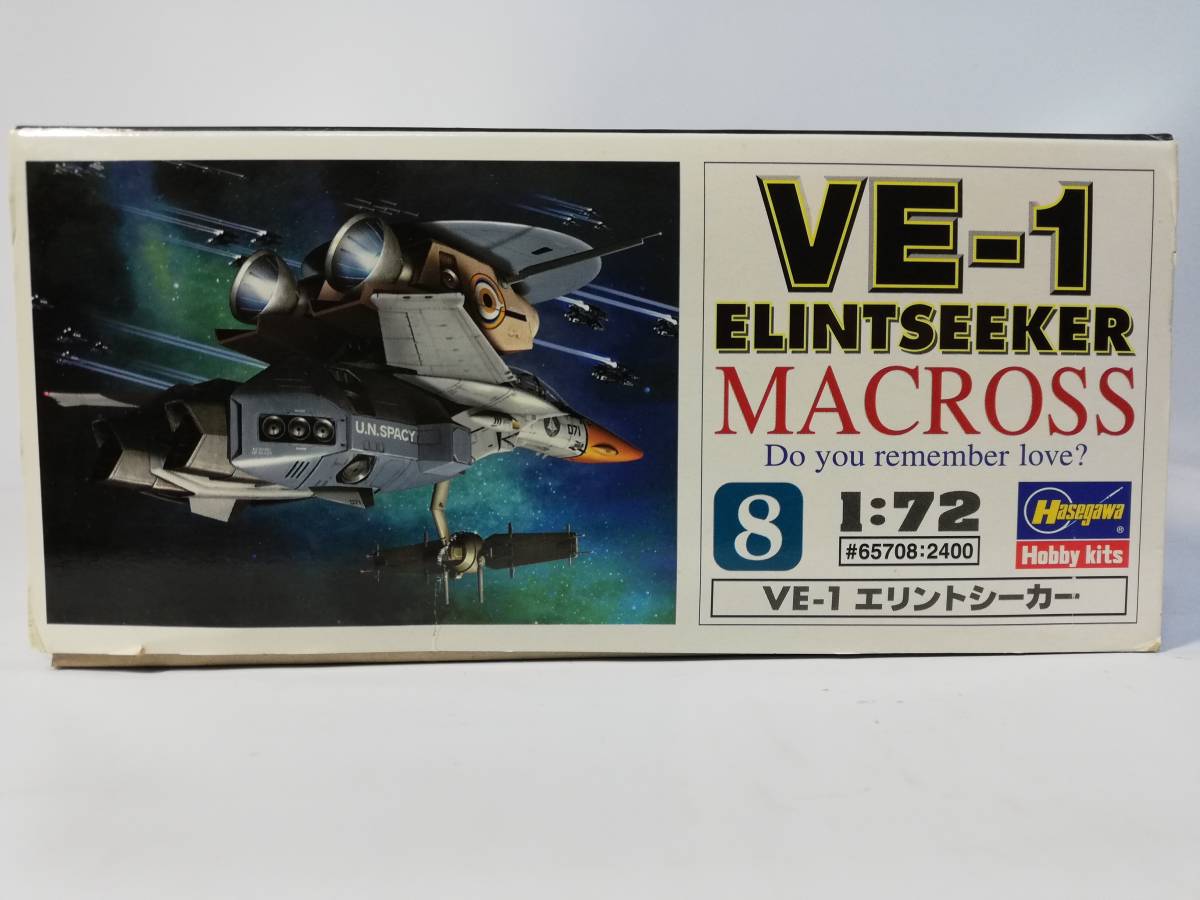 VE-1
ELINTSEEKER
MACROSS
Do you remember love?
8
1:72
#65708:2400
Hasegawa
®
Hobby kits
VE-1 エリントシーカー
U.N.SPACY
071